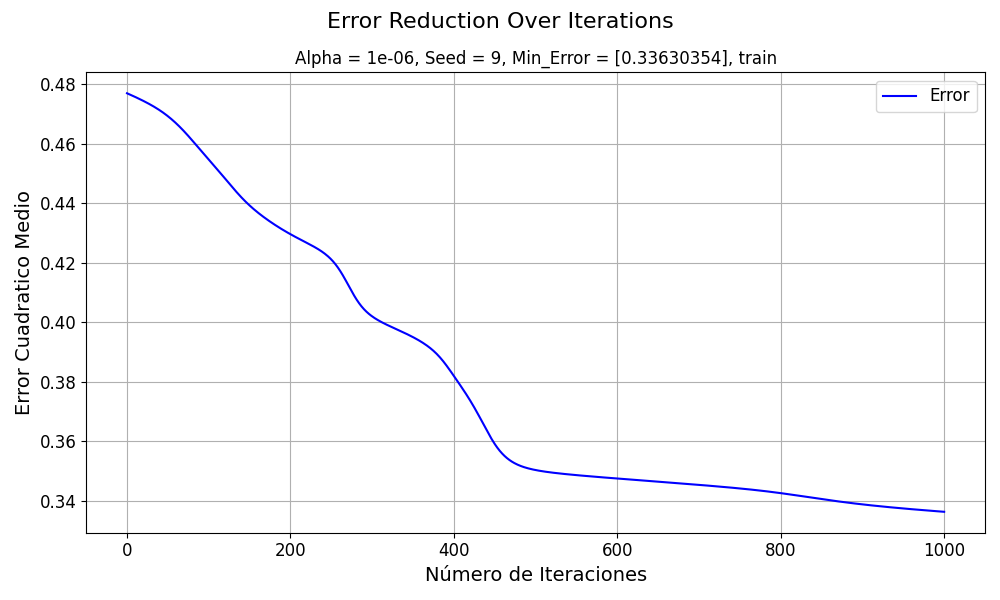 Error Reduction Over Iterations
Alpha = 1e-06, Seed = 9, Min_Error = [0.33630354], train
Error
Error Cuadratico Medio
0.48
0.46
0.44
0.42
0.40
0.38
0.36
0.34
0
200
400
600
800
1000
Número de Iteraciones